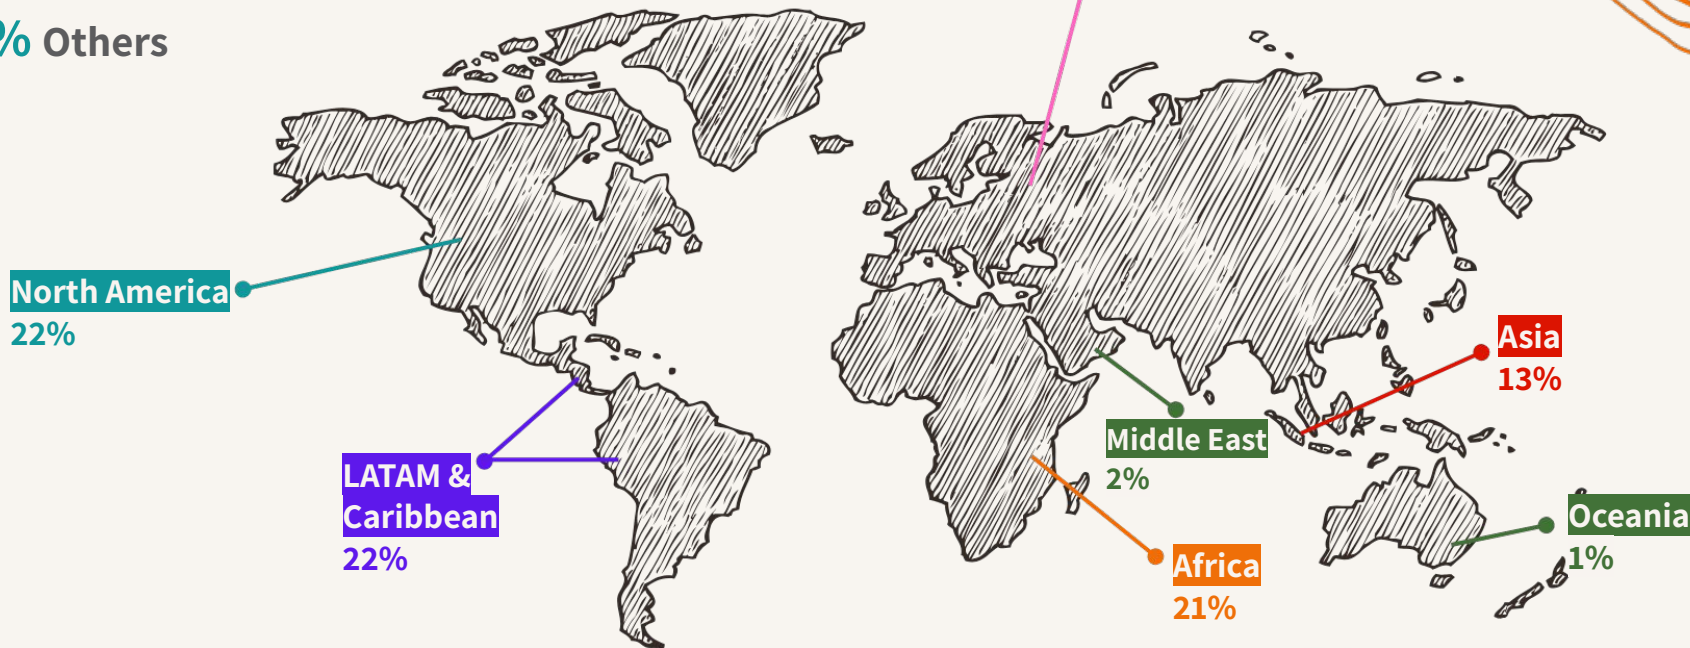 % Others
North America
22%
Asia
13%
Middle East
2%
LATAM &
Caribbean
22%
Oceania
1%
Africa
21%